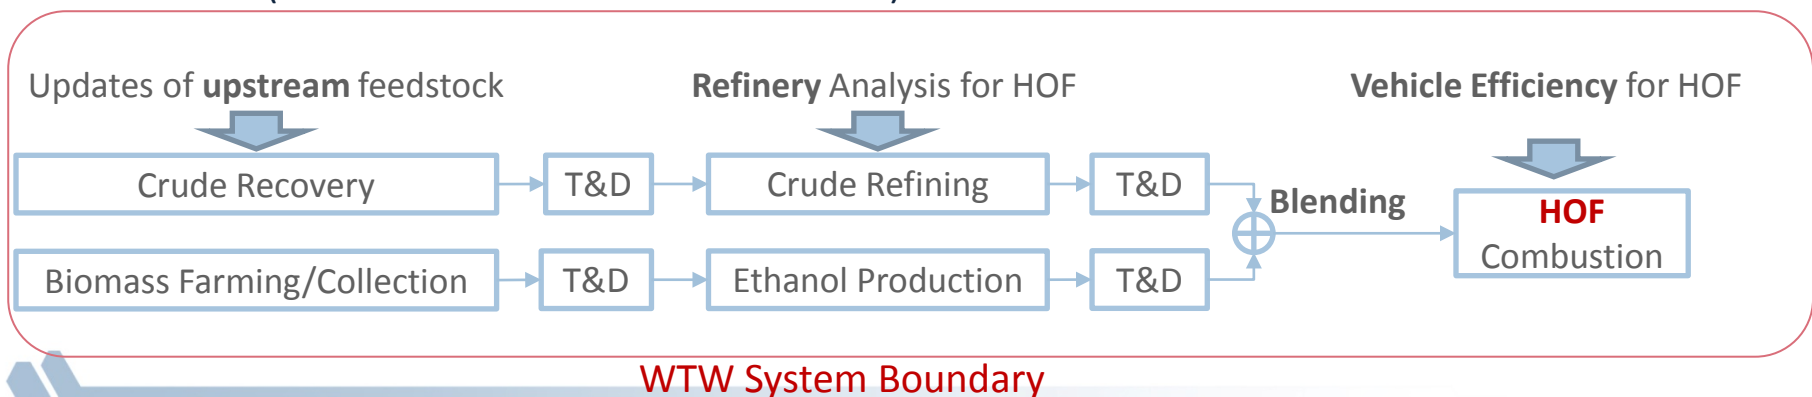 Updates of upstream feedstock
Refinery Analysis for HOF
Vehicle Efficiency for HOF
Crude Recovery
T&D
Crude Refining
T&D
Blending
HOF
Combustion
Biomass Farming/Collection
T&D
Ethanol Production
T&D
WTW System Boundary